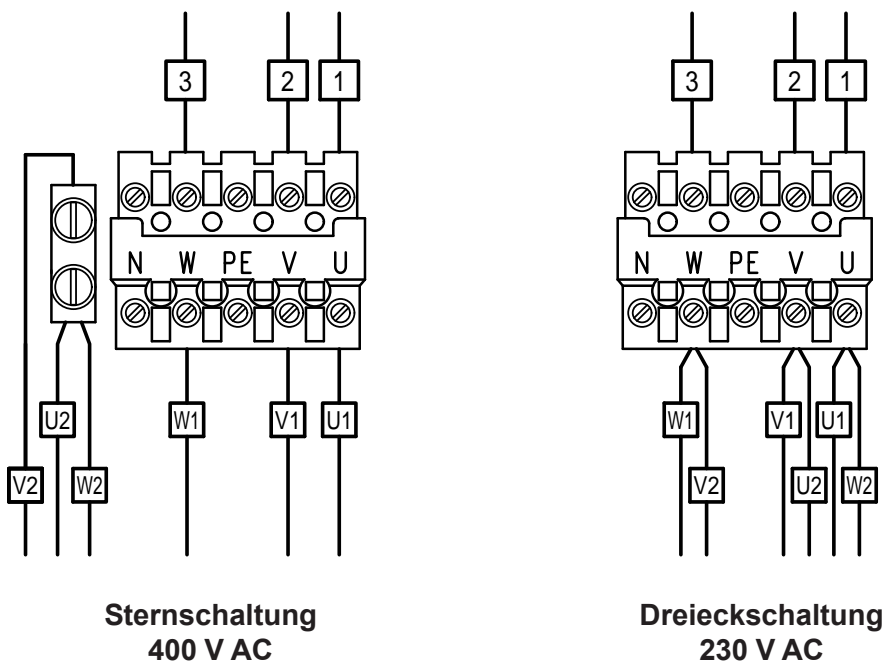 3 2 1
N W PE V U
U2 W1 V1 U1
V2 W2
Sternschaltung
400 V AC
3 2 1
N W PE V U
W1 V1 U1
V2 U2 W2
Dreieckschaltung
230 V AC